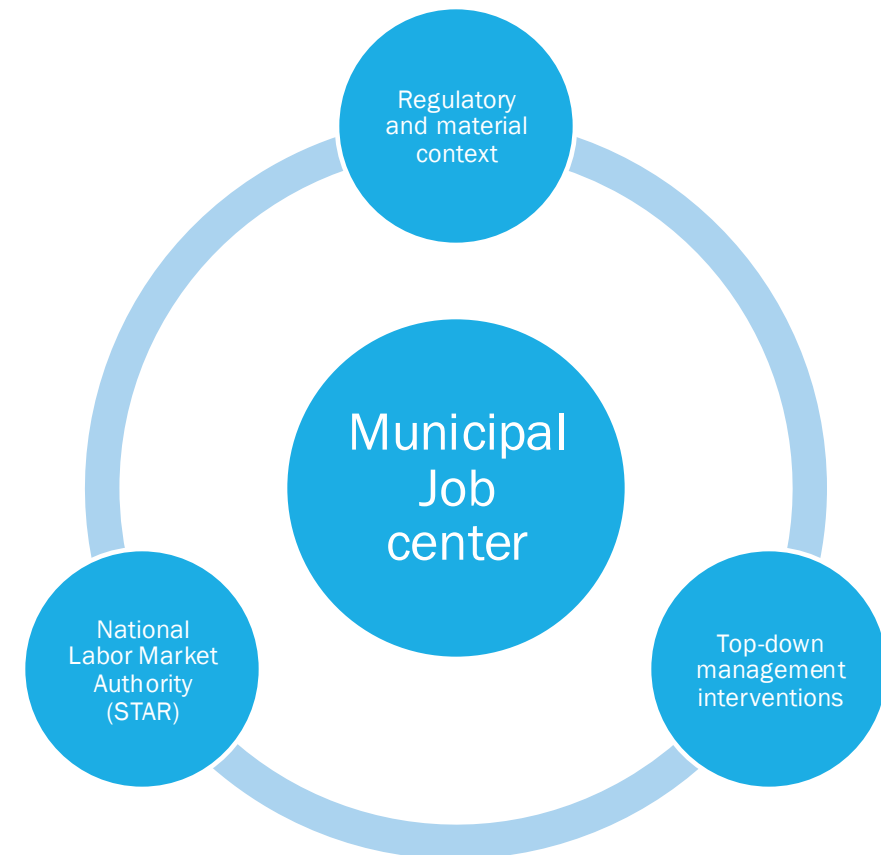 Regulatory
and material
context
Municipal
Job
center
National
Labor Market
Authority
(STAR)
Top-down
management
interventions